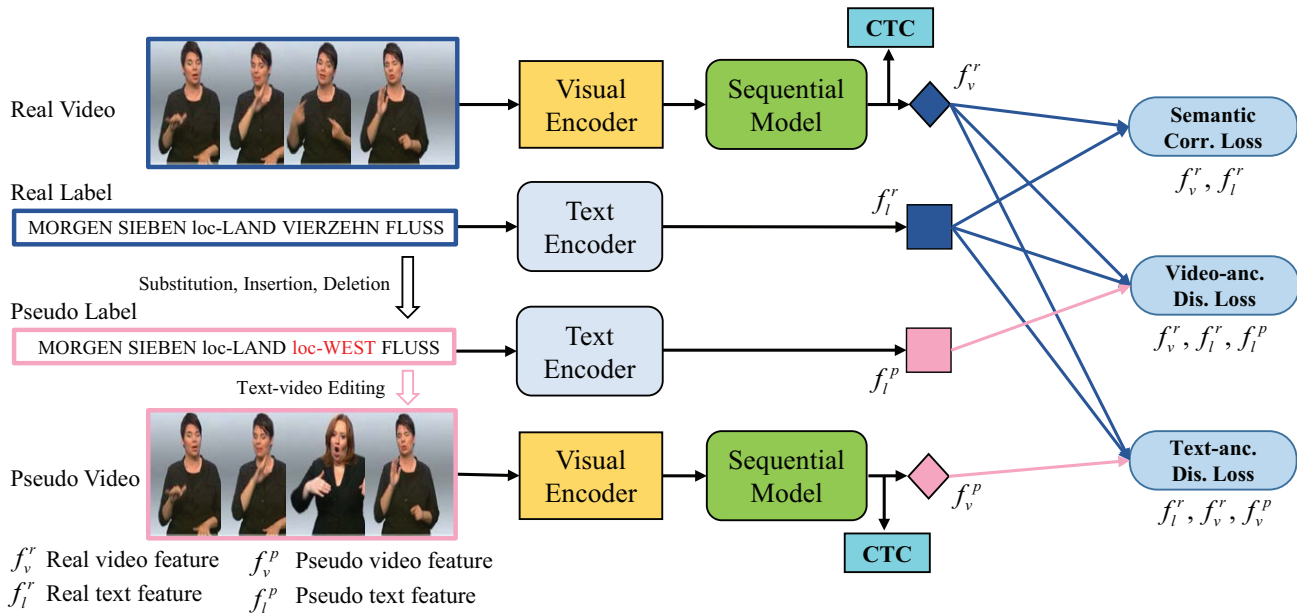 Real Video
Visual
Encoder
Sequential
Model
CTC
f_v^r
Semantic
Corr. Loss
f_v^r, f_l^r
Real Label
MORGEN SIEBEN loc-LAND VIERZEHN FLUSS
Text
Encoder
f_l^r
Substitution, Insertion, Deletion
Video-anc.
Dis. Loss
f_v^r, f_l^r, f_l^p
Pseudo Label
MORGEN SIEBEN loc-LAND loc-WEST FLUSS
Text
Encoder
f_l^p
Text-video Editing
Pseudo Video
Visual
Encoder
Sequential
Model
f_v^p
CTC
Text-anc.
Dis. Loss
f_l^r, f_v^r, f_v^p
f_v^r Real video feature
f_v^p Pseudo video feature
f_l^r Real text feature
f_l^p Pseudo text feature